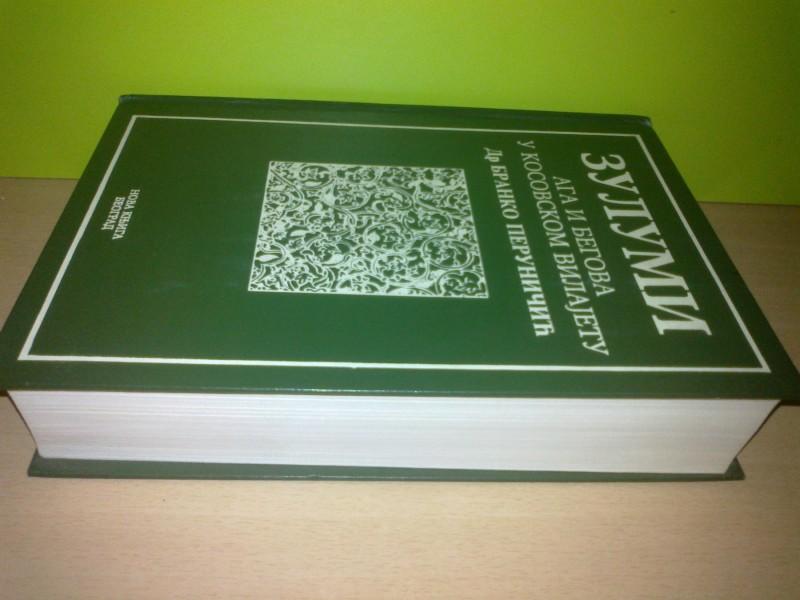 ЗУЛУМИ
АГА И БЕГОВА
У КОСОВСКОМ ВИЛАЈЕТУ
Др БРАНКО ПЕРУНИЧИЋ
НОВА КЊИГА
БЕОГРАД